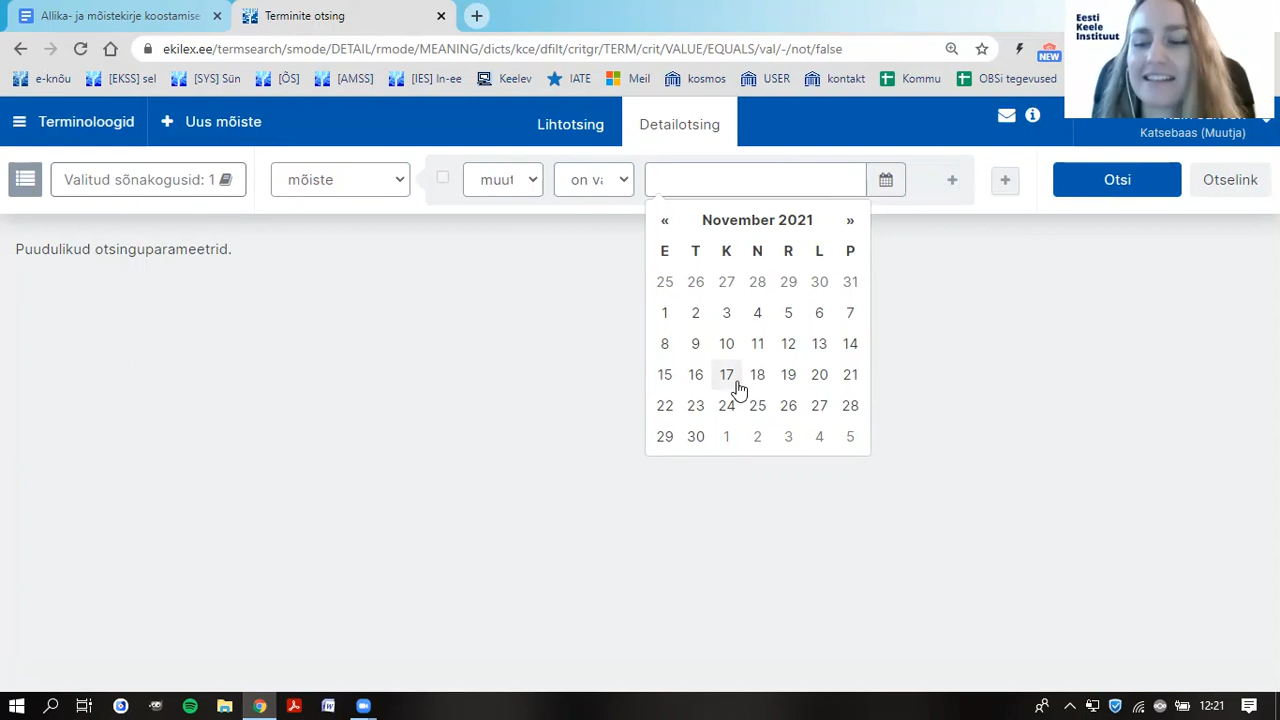 Allika- ja mõistekirje koostamise
Terminite otsing
ekilex.ee/termsearch/smode/DETAIL/mode/MEANING/dicts/kce/dfilt/critgr/TERM/crit/VALUE/EQUALS/val/-/not/false
NEW
e-knõu
[EKSS] sel
[SYS] Sün
[ÕS]
[AMSS]
[IES] In-ee
Keelev
IATE
Meil
kosmos
USER
kontakt
Kommu
OBSi tegevused
Eesti
Keele
Instituut
Terminoloogid
Uus mõiste
Lihtotsing
Detailotsing
Katsebaas (Muutja)
Valitud sõnakogusid: 1
mõiste
muut
on va
Otsi
Otselink
Puudulikud otsinguparameetrid.
« November 2021 »
E T K N R L P
25 26 27 28 29 30 31
1 2 3 4 5 6 7
8 9 10 11 12 13 14
15 16 17 18 19 20 21
22 23 24 25 26 27 28
29 30 1 2 3 4 5
12:21